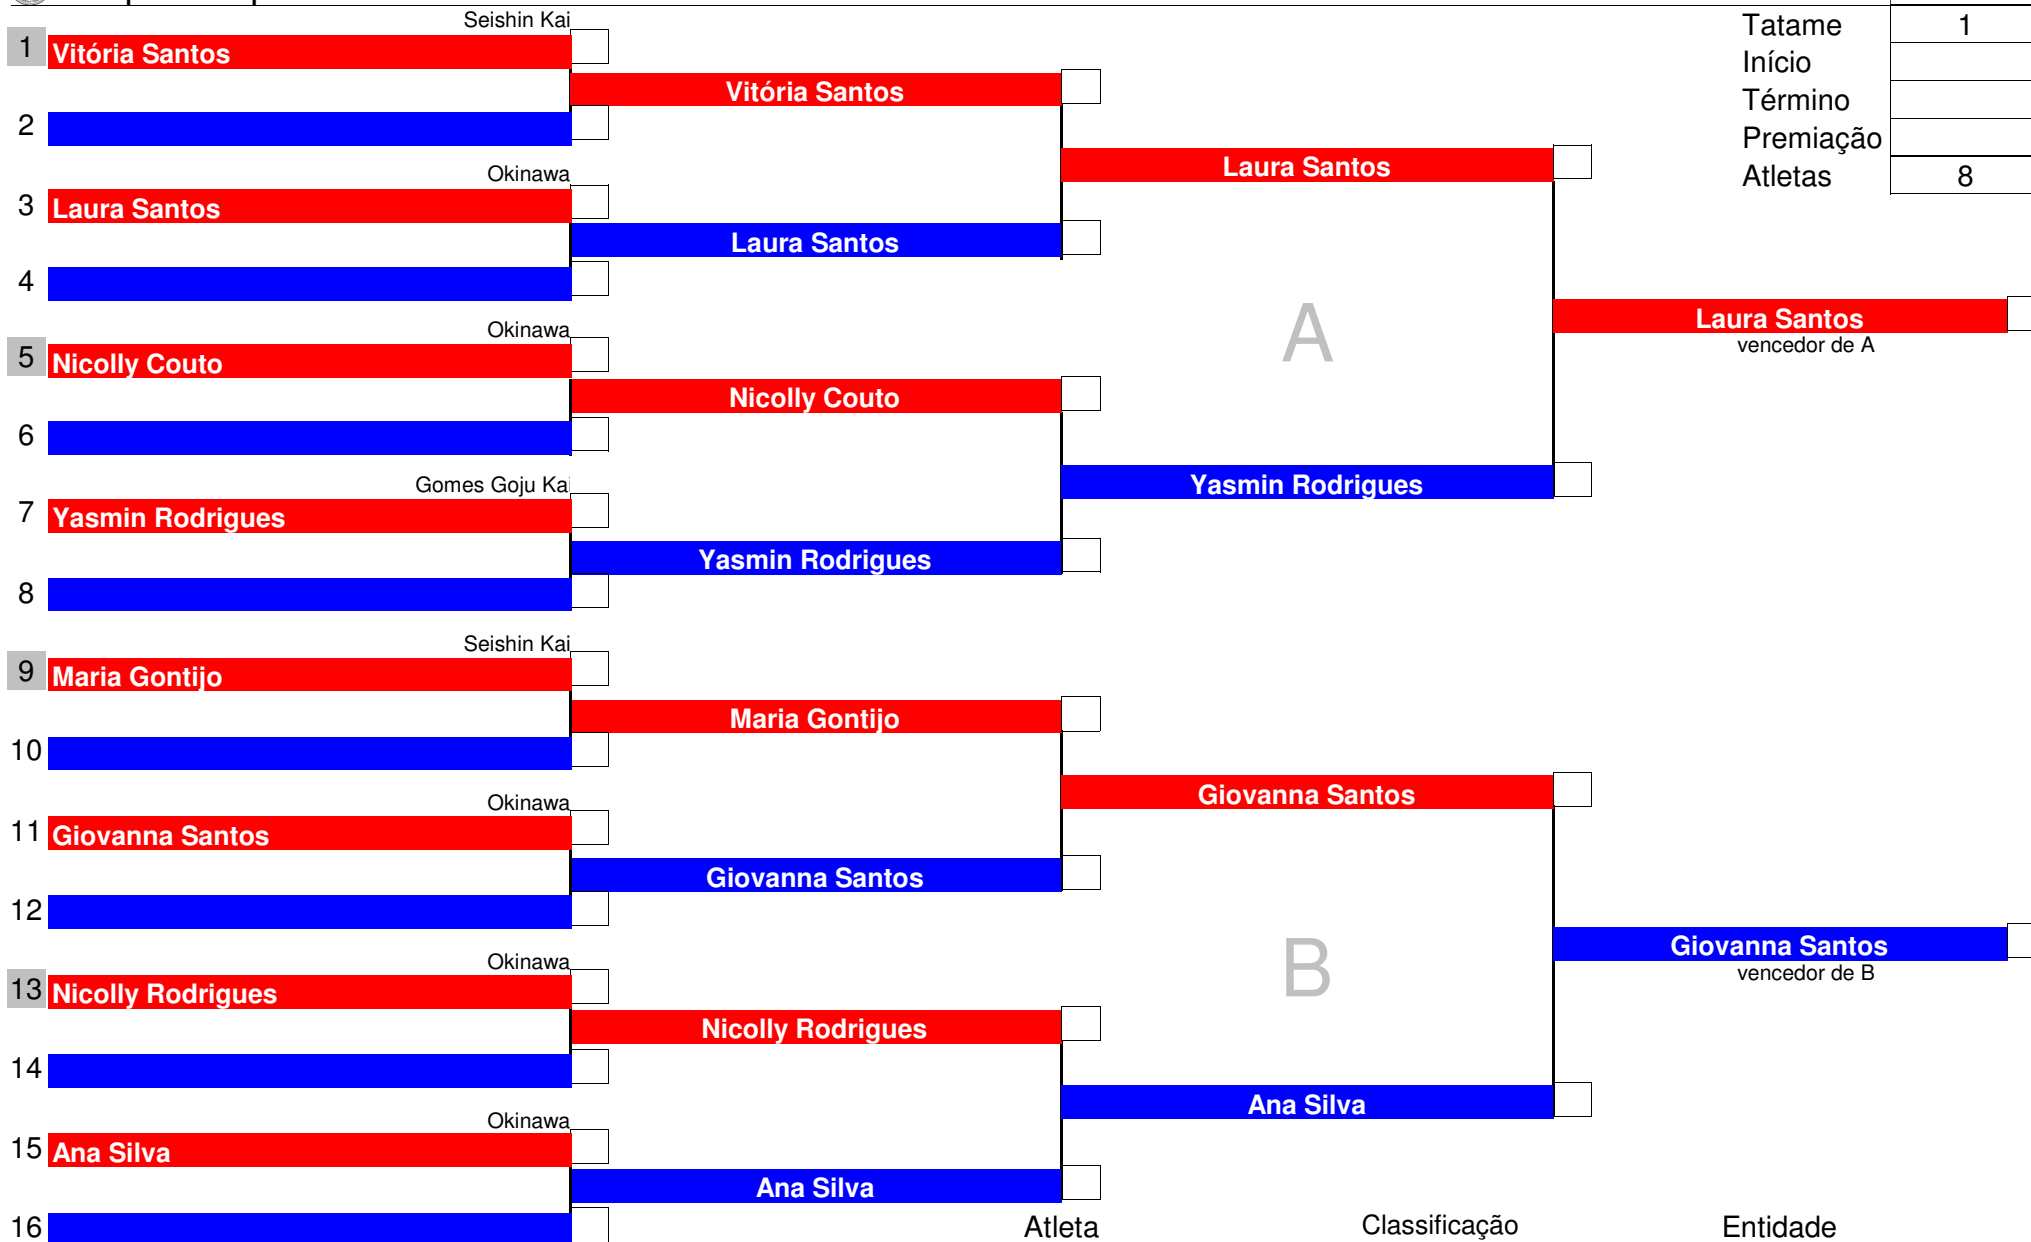 Seishin Kai
Tatame 1
1 Vitória Santos
Início
Vitória Santos
Término
2
Premiação
Okinawa
Laura Santos
Atletas 8
3 Laura Santos
Laura Santos
4
Okinawa
Laura Santos
A
vencedor de A
5 Nicolly Couto
Nicolly Couto
6
Gomes Goju Kai
Yasmin Rodrigues
7 Yasmin Rodrigues
Yasmin Rodrigues
8
Seishin Kai
9 Maria Gontijo
Maria Gontijo
10
Okinawa
Giovanna Santos
11 Giovanna Santos
Giovanna Santos
12
Giovanna Santos
B
Okinawa
vencedor de B
13 Nicolly Rodrigues
Nicolly Rodrigues
14
Ana Silva
Okinawa
15 Ana Silva
Ana Silva
16
Atleta Classificação Entidade